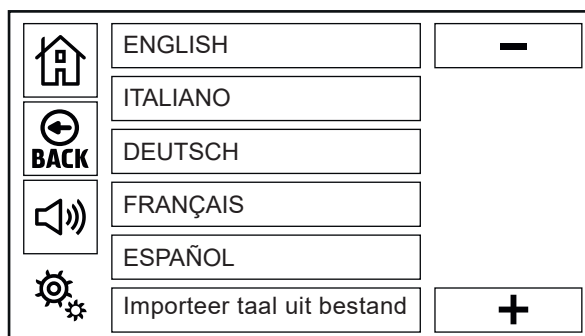 ENGLISH
ITALIANO
BACK
DEUTSCH
FRANÇAIS
ESPAÑOL
Importeer taal uit bestand